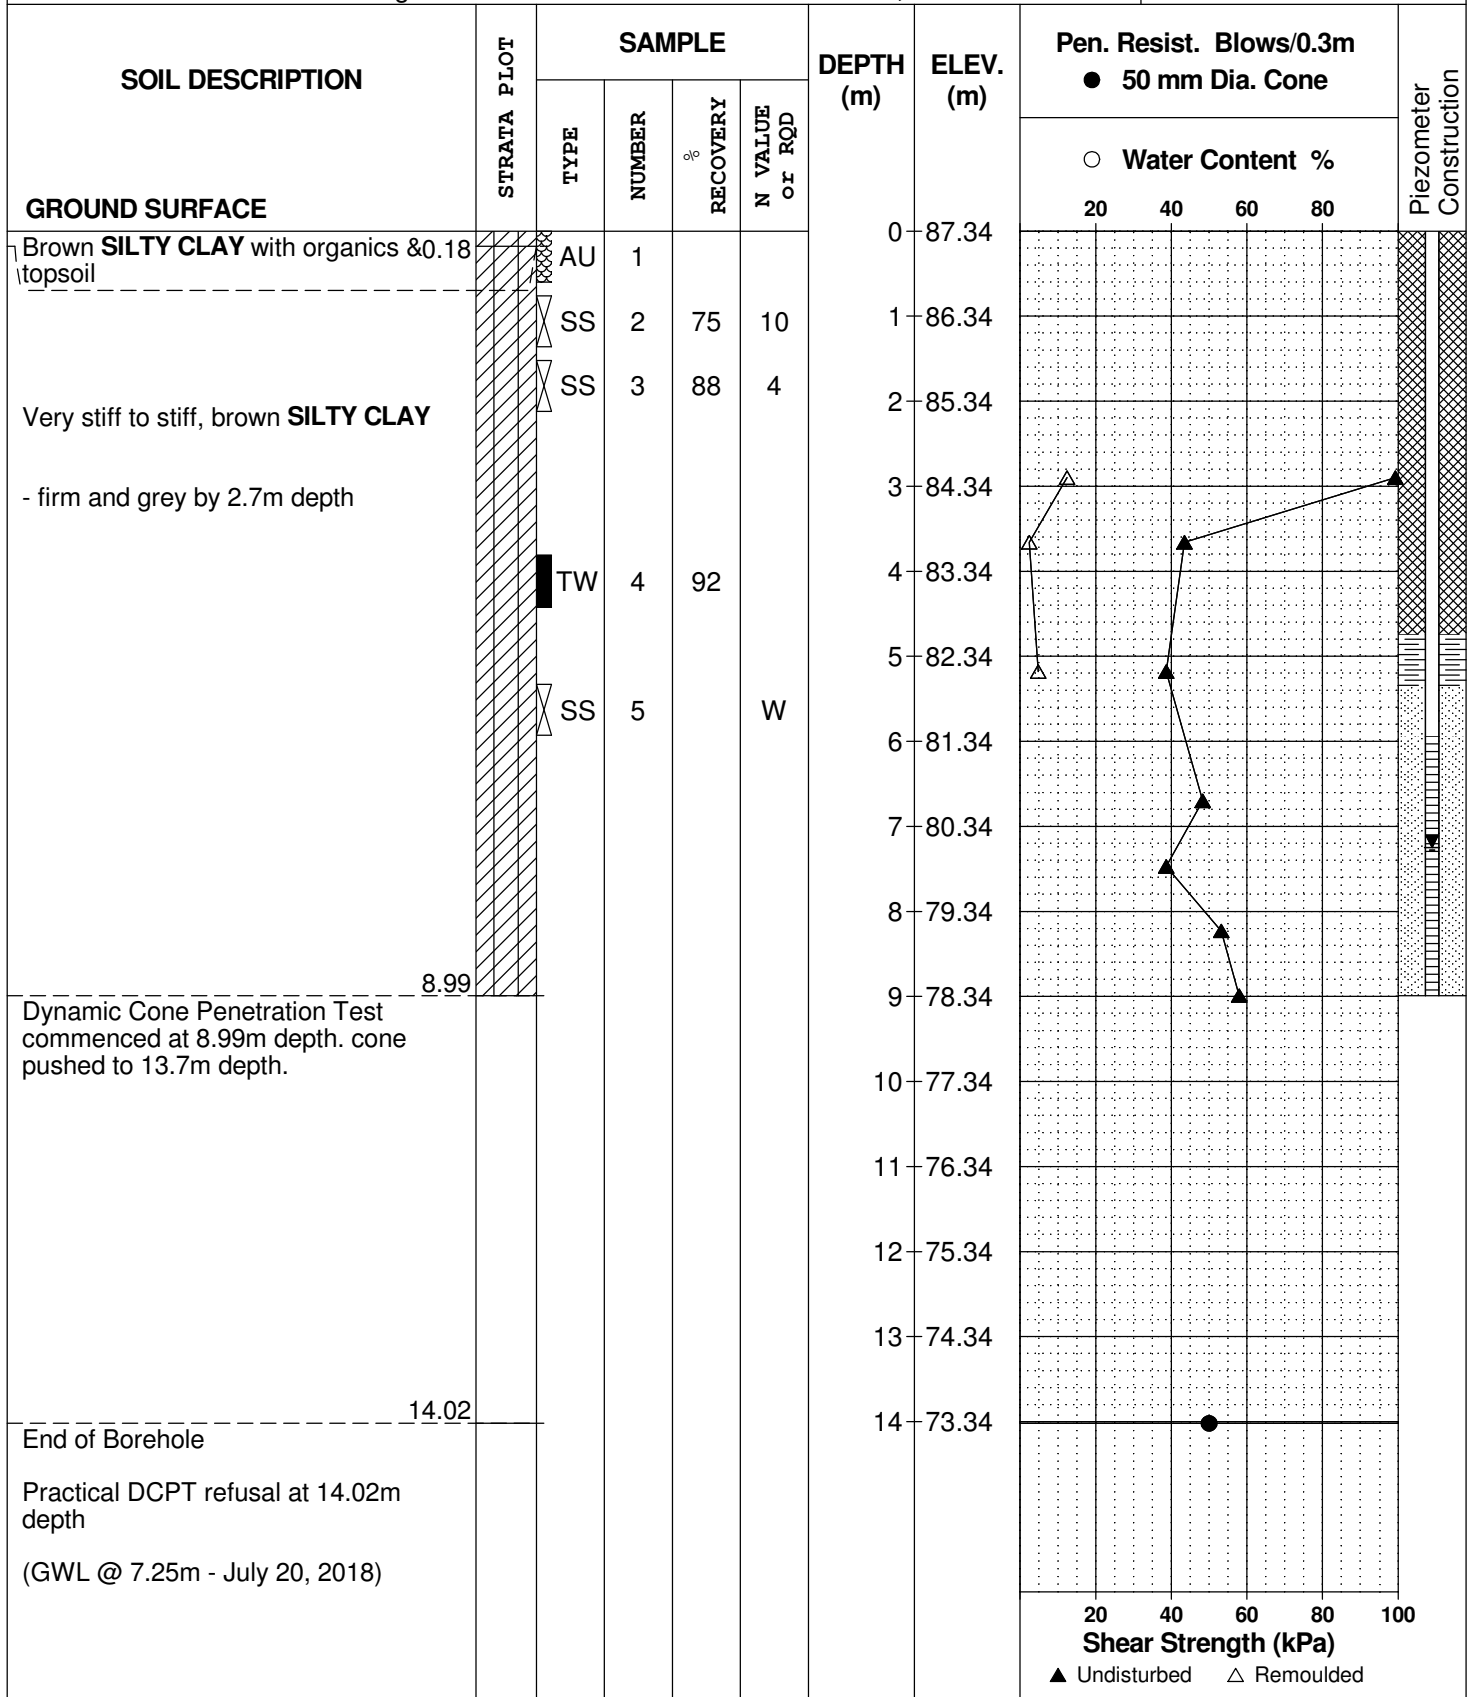 SOIL DESCRIPTION
GROUND SURFACE
STRATA PLOT
SAMPLE
TYPE
NUMBER
%
RECOVERY
N VALUE
or RQD
DEPTH
(m)
ELEV.
(m)
Pen. Resist. Blows/0.3m
● 50 mm Dia. Cone
○ Water Content %
20 40 60 80
Piezometer
Construction
0 87.34
Brown SILTY CLAY with organics & 0.18
topsoil
AU 1
SS 2 75 10
1 86.34
SS 3 88 4
2 85.34
Very stiff to stiff, brown SILTY CLAY
3 84.34
- firm and grey by 2.7m depth
4 83.34
TW 4 92
5 82.34
SS 5 W
6 81.34
7 80.34
8 79.34
8.99
9 78.34
Dynamic Cone Penetration Test
commenced at 8.99m depth. cone
pushed to 13.7m depth.
10 77.34
11 76.34
12 75.34
13 74.34
14.02
14 73.34
End of Borehole
Practical DCPT refusal at 14.02m
depth
(GWL @ 7.25m - July 20, 2018)
20 40 60 80 100
Shear Strength (kPa)
▲ Undisturbed △ Remoulded